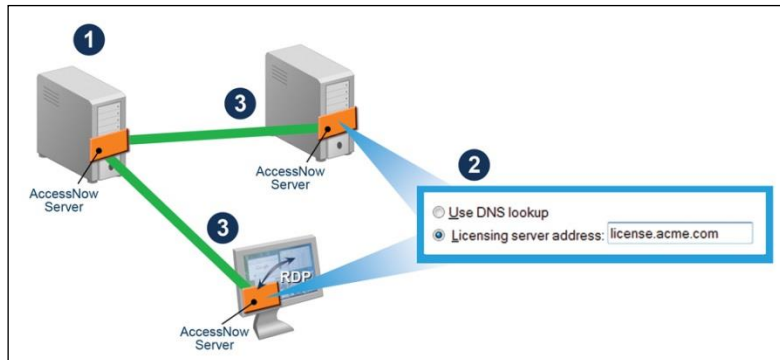 1
3
AccessNow
Server
AccessNow
Server
2
Use DNS lookup
Licensing server address: license.acme.com
3
RDP
AccessNow
Server